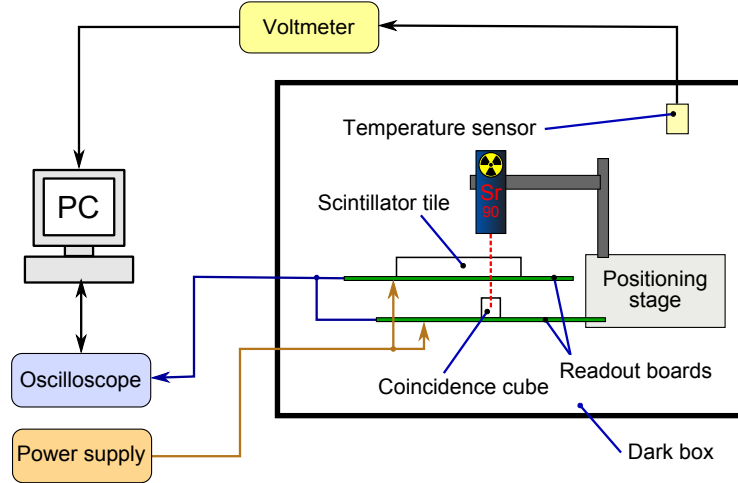 Voltmeter
Temperature sensor
PC
Sr
90
Scintillator tile
Positioning
stage
Oscilloscope
Coincidence cube
Readout boards
Power supply
Dark box